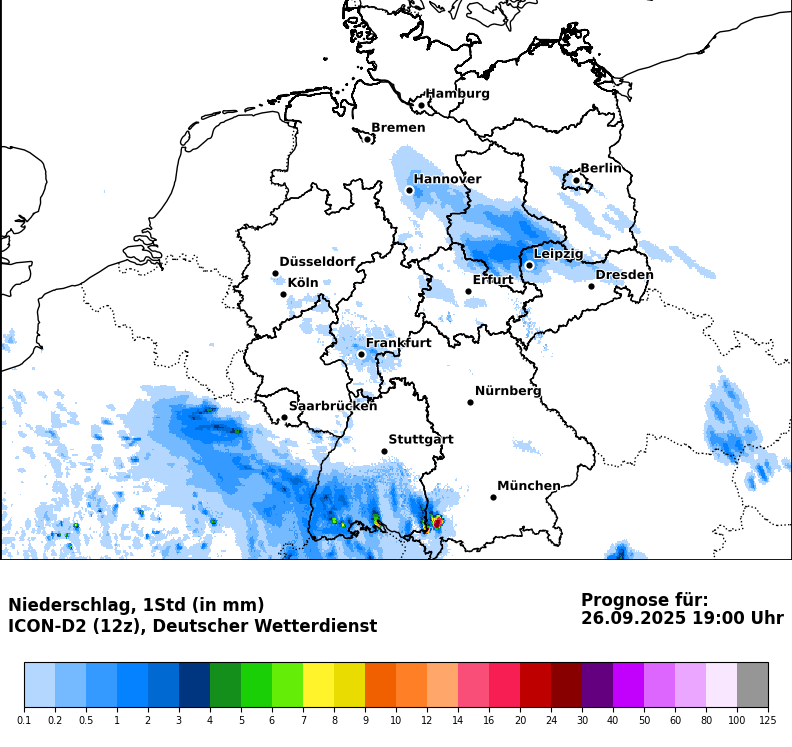 Hamburg
Bremen
Berlin
Hannover
Leipzig
Düsseldorf
Köln
Erfurt
Dresden
Frankfurt
Nürnberg
Saarbrücken
Stuttgart
München
Niederschlag, 1Std (in mm)
ICON-D2 (12z), Deutscher Wetterdienst
Prognose für:
26.09.2025 19:00 Uhr
0.1 0.2 0.5 1 2 3 4 5 6 7 8 9 10 12 14 16 20 24 30 40 50 60 80 100 125